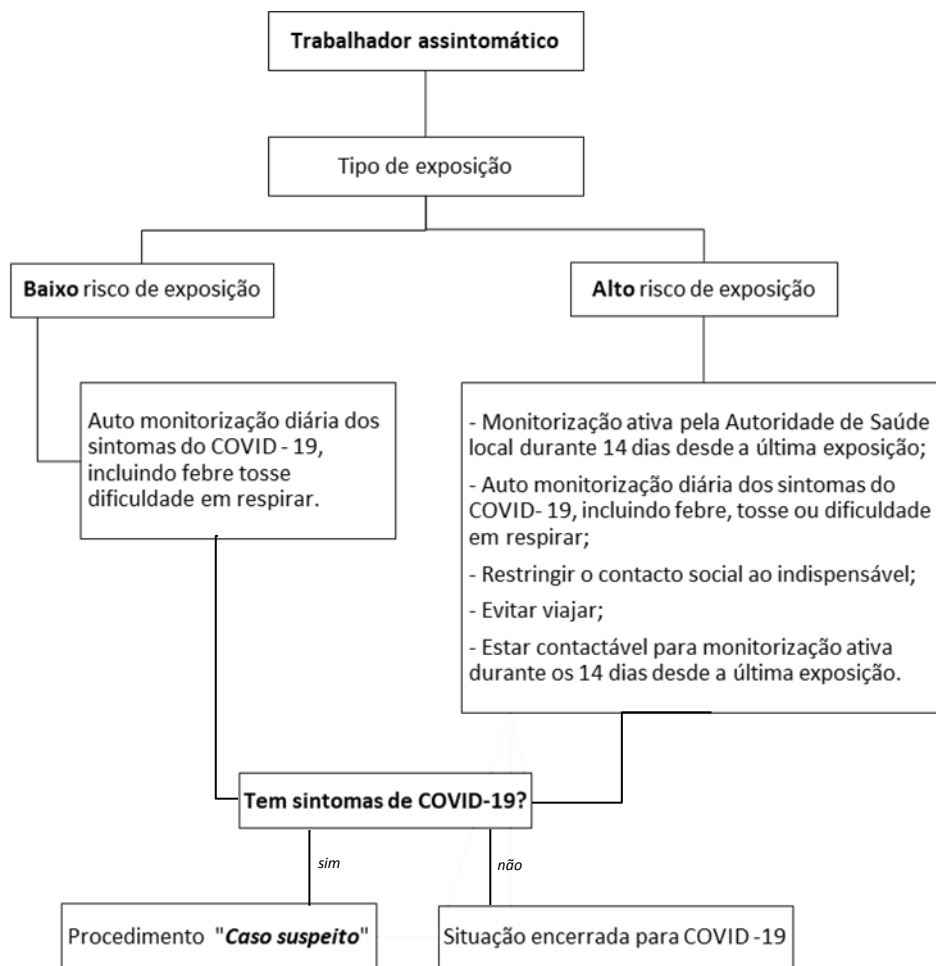 Trabalhador assintomático
Tipo de exposição
Baixo risco de exposição
Alto risco de exposição
Auto monitorização diária dos
sintomas do COVID - 19,
incluindo febre tosse
dificuldade em respirar.
- Monitorização ativa pela Autoridade de Saúde
local durante 14 dias desde a última exposição;
- Auto monitorização diária dos sintomas do
COVID- 19, incluindo febre, tosse ou dificuldade
em respirar;
- Restringir o contacto social ao indispensável;
- Evitar viajar;
- Estar contactável para monitorização ativa
durante os 14 dias desde a última exposição.
Tem sintomas de COVID-19?
sim
não
Procedimento "Caso suspeito"
Situação encerrada para COVID -19